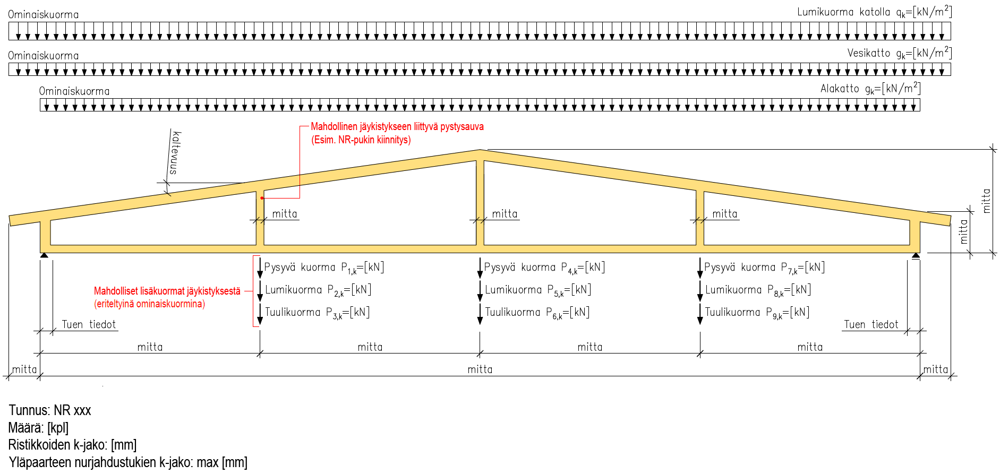 Ominaiskuorma
Lumikuorma katolla qk=[kN/m²]
Ominaiskuorma
Vesikatto gk=[kN/m²]
Ominaiskuorma
Alakatto gk=[kN/m²]
Mahdollinen jäykistykseen liittyvä pystysauva
(Esim. NR-pukin kiinnitys)
kaltevuus
mitta
mitta
mitta
mitta
mitta
Pysyvä kuorma P1,k=[kN]
Pysyvä kuorma P4,k=[kN]
Pysyvä kuorma P7,k=[kN]
Mahdolliset lisäkuormat jäykistyksestä
(eriteltyinä ominaiskuormina)
Lumikuorma P2,k=[kN]
Lumikuorma P5,k=[kN]
Lumikuorma P8,k=[kN]
Tuulikuorma P3,k=[kN]
Tuulikuorma P6,k=[kN]
Tuulikuorma P9,k=[kN]
Tuen tiedot
Tuen tiedot
mitta
mitta
mitta
mitta
mitta
mitta
mitta
Tunnus: NR xxx
Määrä: [kpl]
Ristikkoiden k-jako: [mm]
Yläpaarteen nurjahdustukien k-jako: max [mm]